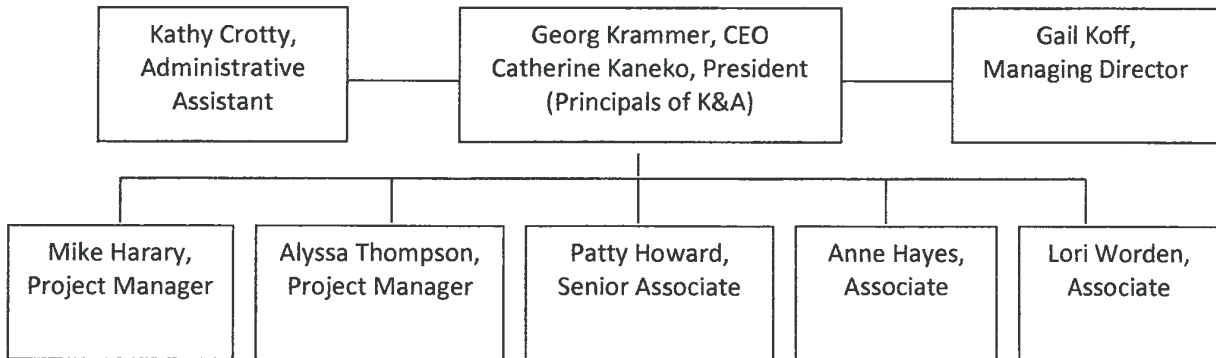 Kathy Crotty,
Administrative
Assistant
Georg Krammer, CEO
Catherine Kaneko, President
(Principals of K&A)
Gail Koff,
Managing Director
Mike Harary,
Project Manager
Alyssa Thompson,
Project Manager
Patty Howard,
Senior Associate
Anne Hayes,
Associate
Lori Worden,
Associate